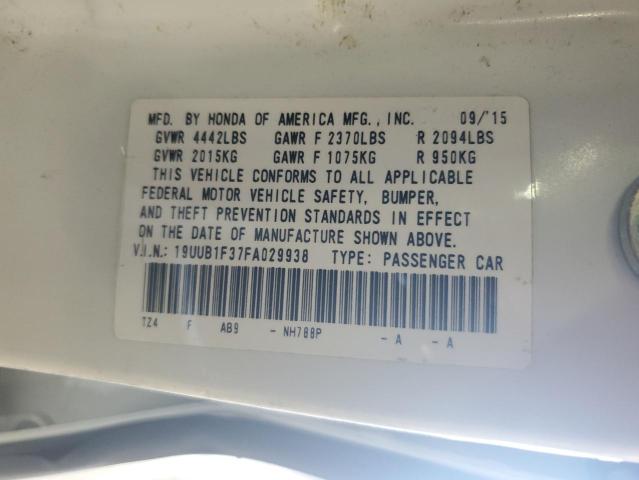 MFD. BY HONDA OF AMERICA MFG., INC. 09/'15
GVWR 4442LBS GAWR F 2370LBS R 2094LBS
GVWR 2015KG GAWR F 1075KG R 950KG
THIS VEHICLE CONFORMS TO ALL APPLICABLE
FEDERAL MOTOR VEHICLE SAFETY, BUMPER,
AND THEFT PREVENTION STANDARDS IN EFFECT
ON THE DATE OF MANUFACTURE SHOWN ABOVE.
V.I.N.: 19UUB1F37FA029938 TYPE: PASSENGER CAR
TZ4 F AB9 - NH788P - A - A